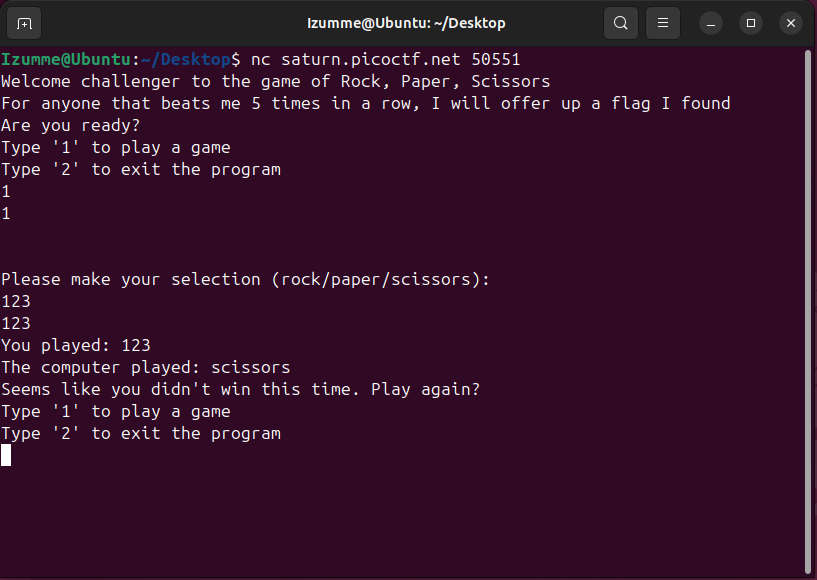 Izumme@Ubuntu: ~/Desktop
Izumme@Ubuntu:~/Desktop$ nc saturn.picoctf.net 50551
Welcome challenger to the game of Rock, Paper, Scissors
For anyone that beats me 5 times in a row, I will offer up a flag I found
Are you ready?
Type '1' to play a game
Type '2' to exit the program
1
1
Please make your selection (rock/paper/scissors):
123
123
You played: 123
The computer played: scissors
Seems like you didn't win this time. Play again?
Type '1' to play a game
Type '2' to exit the program